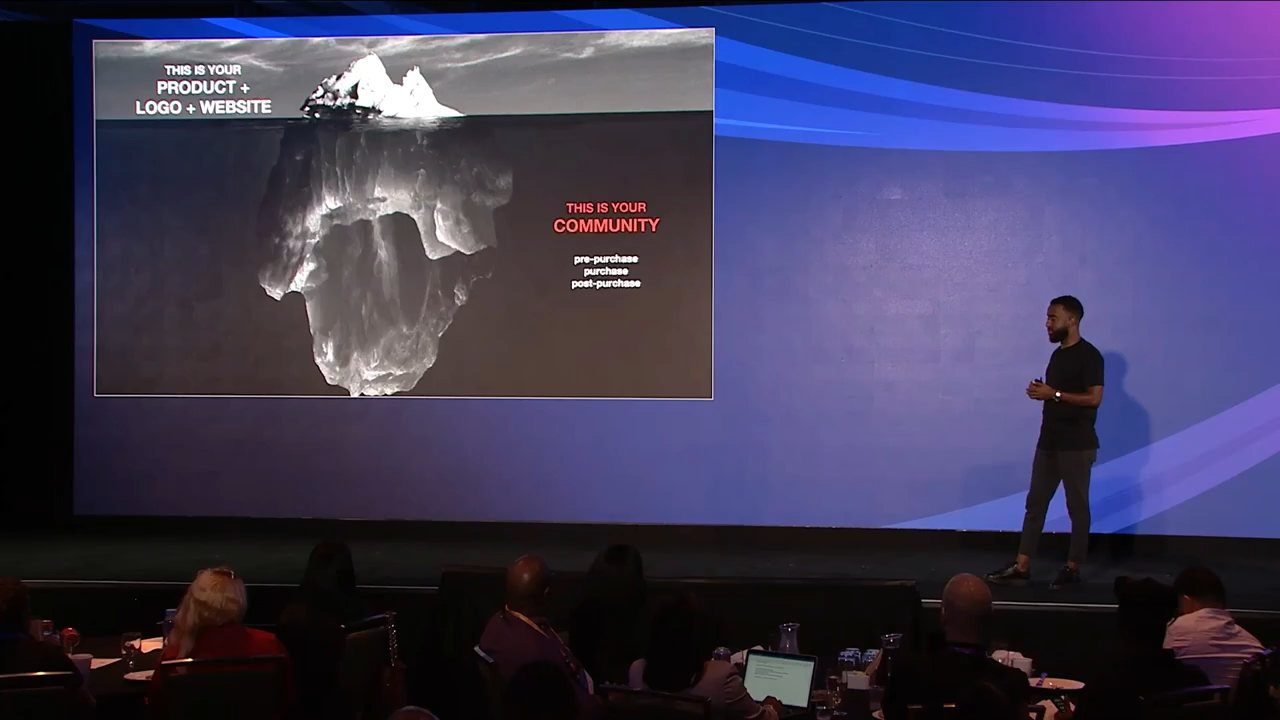 THIS IS YOUR
PRODUCT +
LOGO + WEBSITE
THIS IS YOUR
COMMUNITY
pre-purchase
purchase
post-purchase